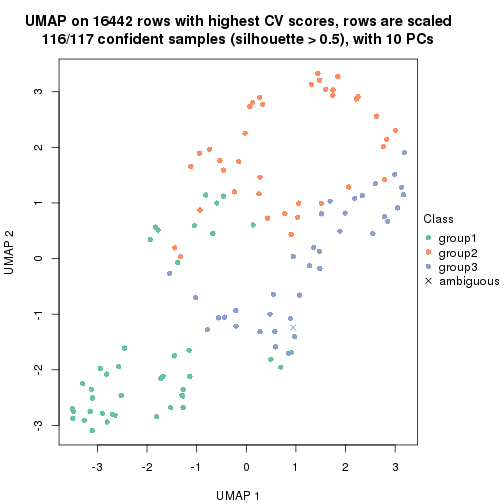 UMAP on 16442 rows with highest CV scores, rows are scaled
116/117 confident samples (silhouette > 0.5), with 10 PCs
3
2
1
0
-1
-2
-3
UMAP 2
-3 -2 -1 0 1 2 3
UMAP 1
Class
group1
group2
group3
ambiguous